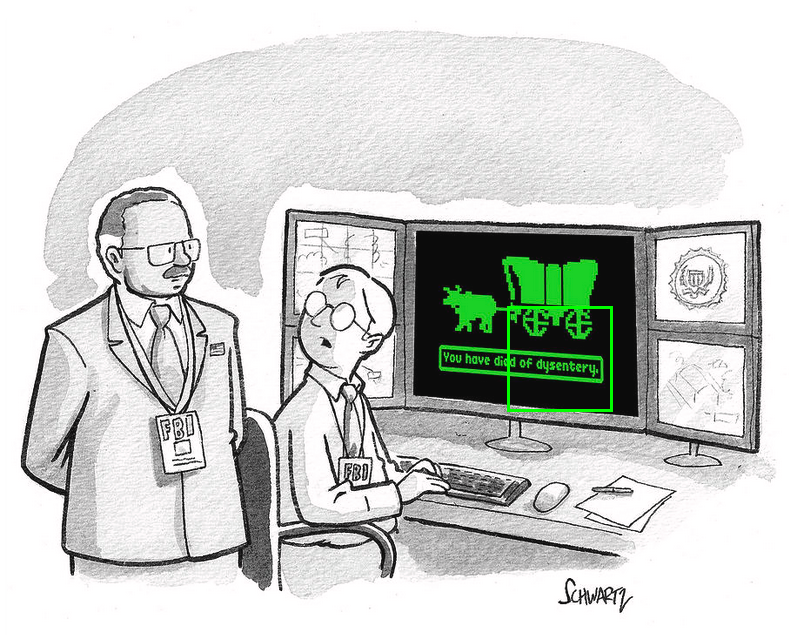 You have died of dysentery.
FBI
FBI
SCHWARTZ